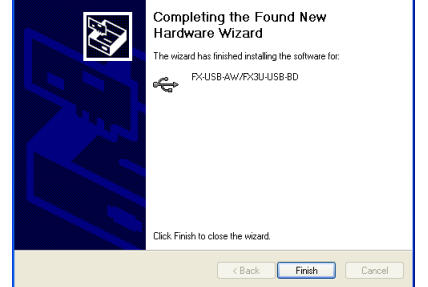 Completing the Found New
Hardware Wizard
The wizard has finished installing the software for:
FX-USB-AW/FX3U-USB-BD
Click Finish to close the wizard.
< Back Finish Cancel